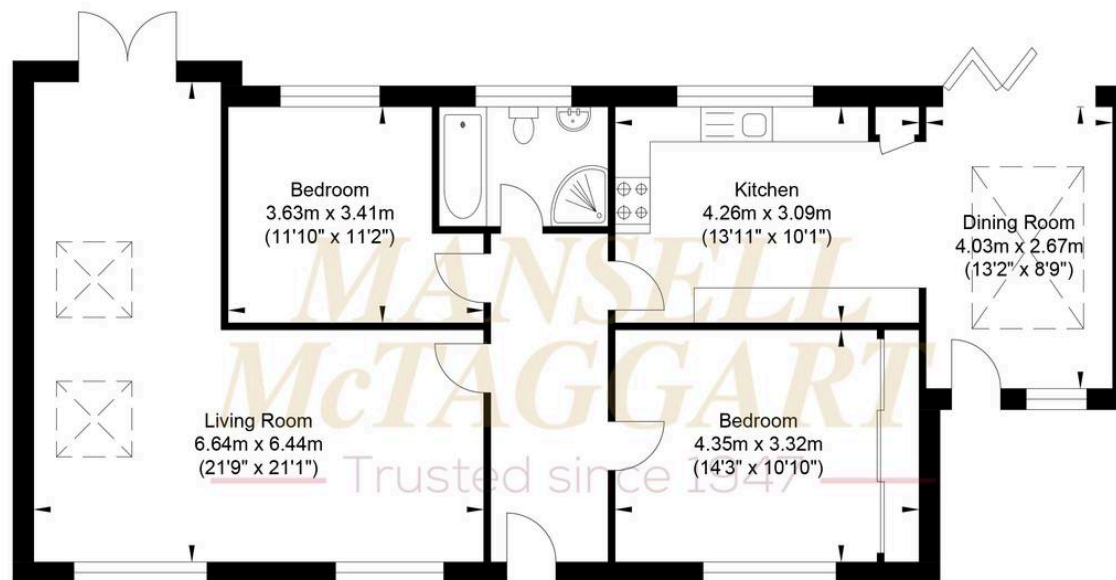 Bedroom
3.63m x 3.41m
(11'10" x 11'2")
Kitchen
4.26m x 3.09m
(13'11" x 10'1")
Dining Room
4.03m x 2.67m
(13'2" x 8'9")
MANSELL
McTAGGART
Trusted since 1947
Living Room
6.64m x 6.44m
(21'9" x 21'1")
Bedroom
4.35m x 3.32m
(14'3" x 10'10")